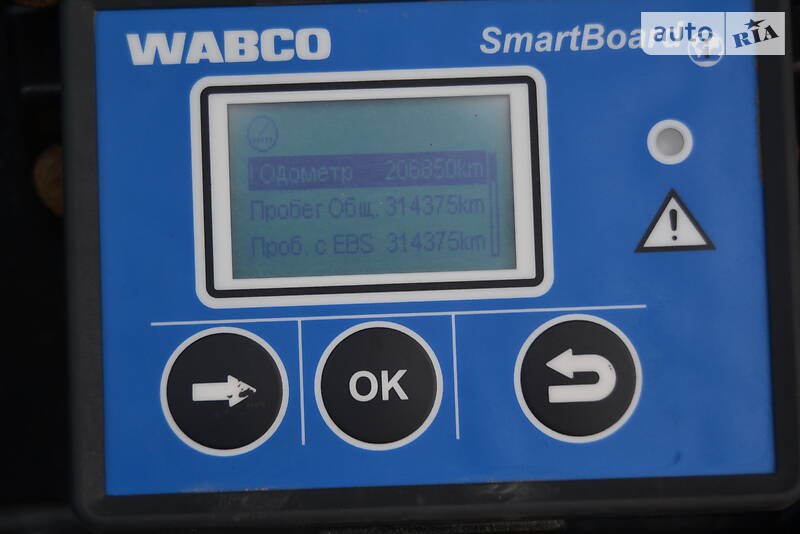 WABCO
SmartBoard
auto RIA
Одометр 206850km
Пробег Общ. 314375km
Проб. с EBS 314375km
OK